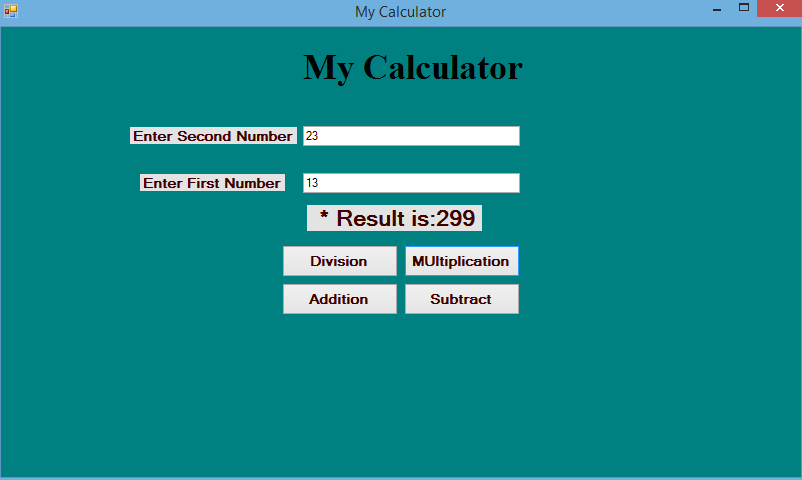 My Calculator
My Calculator
Enter Second Number 23
Enter First Number 13
* Result is:299
Division MUltiplication
Addition Subtract